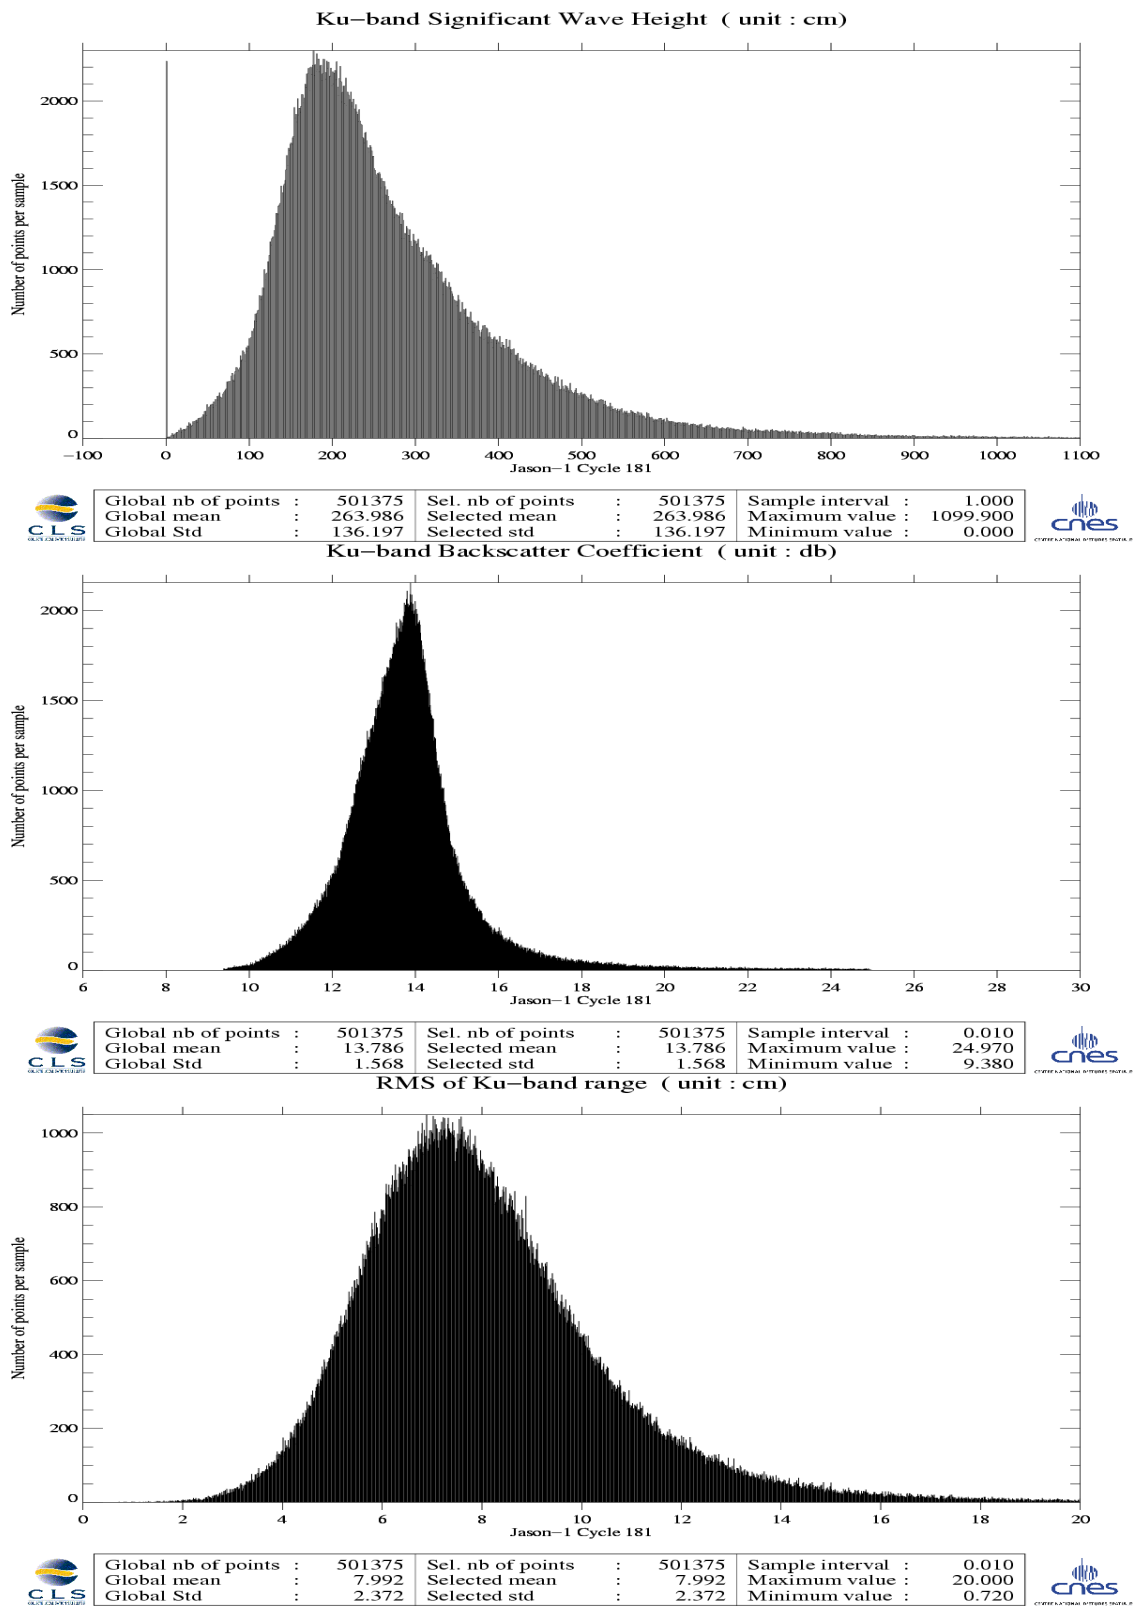 Ku−band Significant Wave Height ( unit : cm)
Number of points per sample
2000
1500
1000
500
0
−100 0 100 200 300 400 500 600 700 800 900 1000 1100
Jason−1 Cycle 181
CLS
Global nb of points : 501375 Sel. nb of points : 501375 Sample interval : 1.000
Global mean : 263.986 Selected mean : 263.986 Maximum value : 1099.900
Global Std : 136.197 Selected std : 136.197 Minimum value : 0.000
cnes
Ku−band Backscatter Coefficient ( unit : db)
Number of points per sample
2000
1500
1000
500
0
6 8 10 12 14 16 18 20 22 24 26 28 30
Jason−1 Cycle 181
CLS
Global nb of points : 501375 Sel. nb of points : 501375 Sample interval : 0.010
Global mean : 13.786 Selected mean : 13.786 Maximum value : 24.970
Global Std : 1.568 Selected std : 1.568 Minimum value : 9.380
cnes
RMS of Ku−band range ( unit : cm)
Number of points per sample
1000
800
600
400
200
0
0 2 4 6 8 10 12 14 16 18 20
Jason−1 Cycle 181
CLS
Global nb of points : 501375 Sel. nb of points : 501375 Sample interval : 0.010
Global mean : 7.992 Selected mean : 7.992 Maximum value : 20.000
Global Std : 2.372 Selected std : 2.372 Minimum value : 0.720
cnes